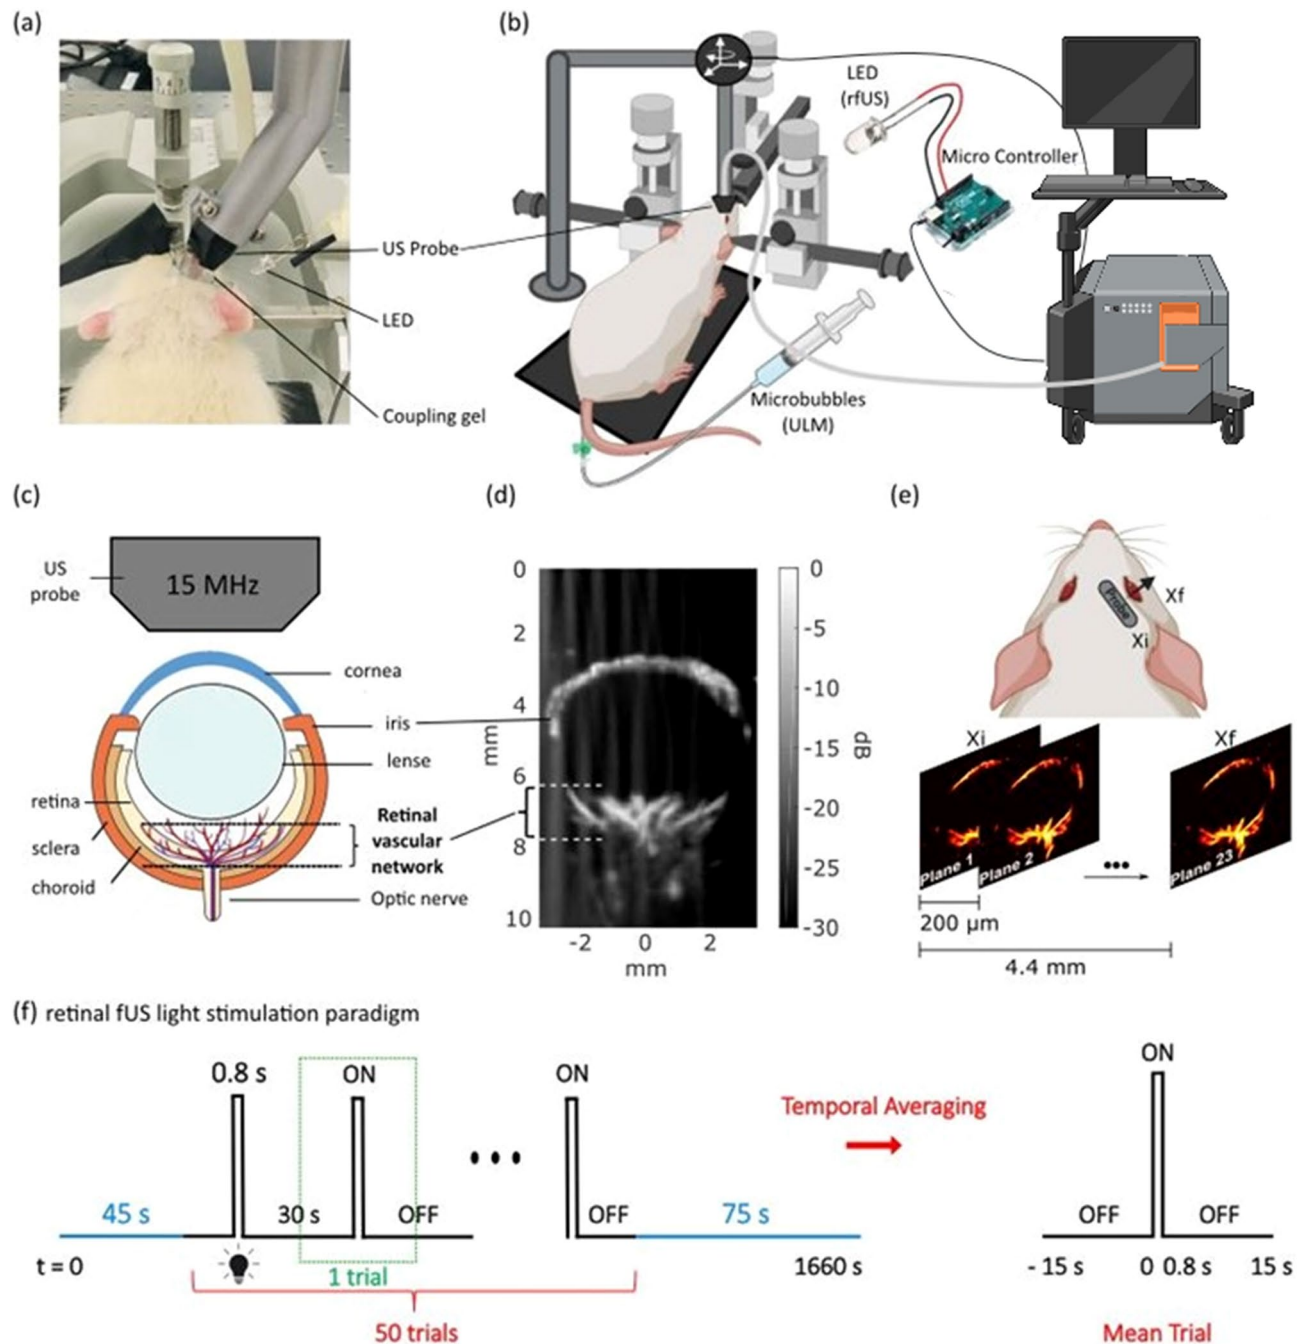 (a)
US Probe
LED
Coupling gel
(b)
LED
(rfUS)
Micro Controller
Microbubbles
(ULM)
(c)
US
probe
15 MHz
cornea
iris
lense
retina
sclera
choroid
Retinal
vascular
network
Optic nerve
(d)
0
2
4
6
8
10
mm
-2 0 2
mm
0
-5
-10
-15
-20
-25
-30
dB
(e)
Probe
Xf
Xi
Xi
Xf
Plane 1
Plane 2
Plane 23
200 µm
4.4 mm
(f) retinal fUS light stimulation paradigm
0.8 s
ON
ON
45 s
30 s
OFF
OFF
75 s
t = 0
1 trial
1660 s
50 trials
Temporal Averaging
ON
OFF
OFF
- 15 s
0 0.8 s
15 s
Mean Trial